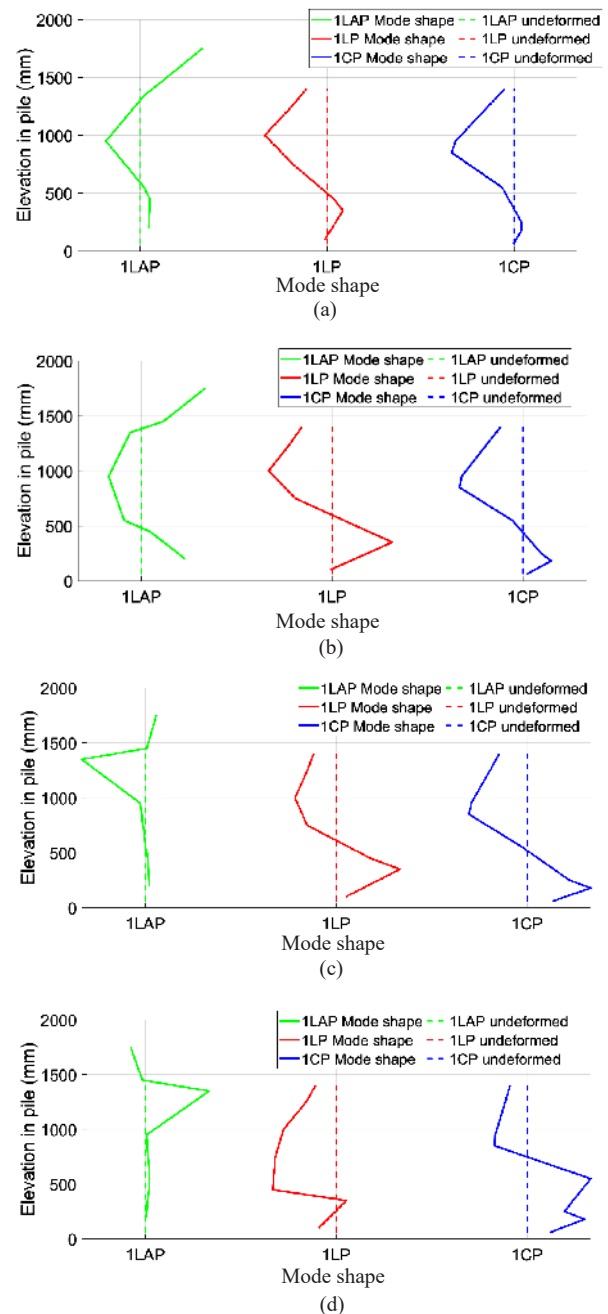 1LAP Mode shape 1LAP undeformed
1LP Mode shape 1LP undeformed
1CP Mode shape 1CP undeformed
Elevation in pile (mm)
2000
1500
1000
500
0
1LAP 1LP 1CP
Mode shape
(a)
1LAP Mode shape 1LAP undeformed
1LP Mode shape 1LP undeformed
1CP Mode shape 1CP undeformed
Elevation in pile (mm)
2000
1500
1000
500
0
1LAP 1LP 1CP
Mode shape
(b)
1LAP Mode shape 1LAP undeformed
1LP Mode shape 1LP undeformed
1CP Mode shape 1CP undeformed
Elevation in pile (mm)
2000
1500
1000
500
0
1LAP 1LP 1CP
Mode shape
(c)
1LAP Mode shape 1LAP undeformed
1LP Mode shape 1LP undeformed
1CP Mode shape 1CP undeformed
Elevation in pile (mm)
2000
1500
1000
500
0
1LAP 1LP 1CP
Mode shape
(d)